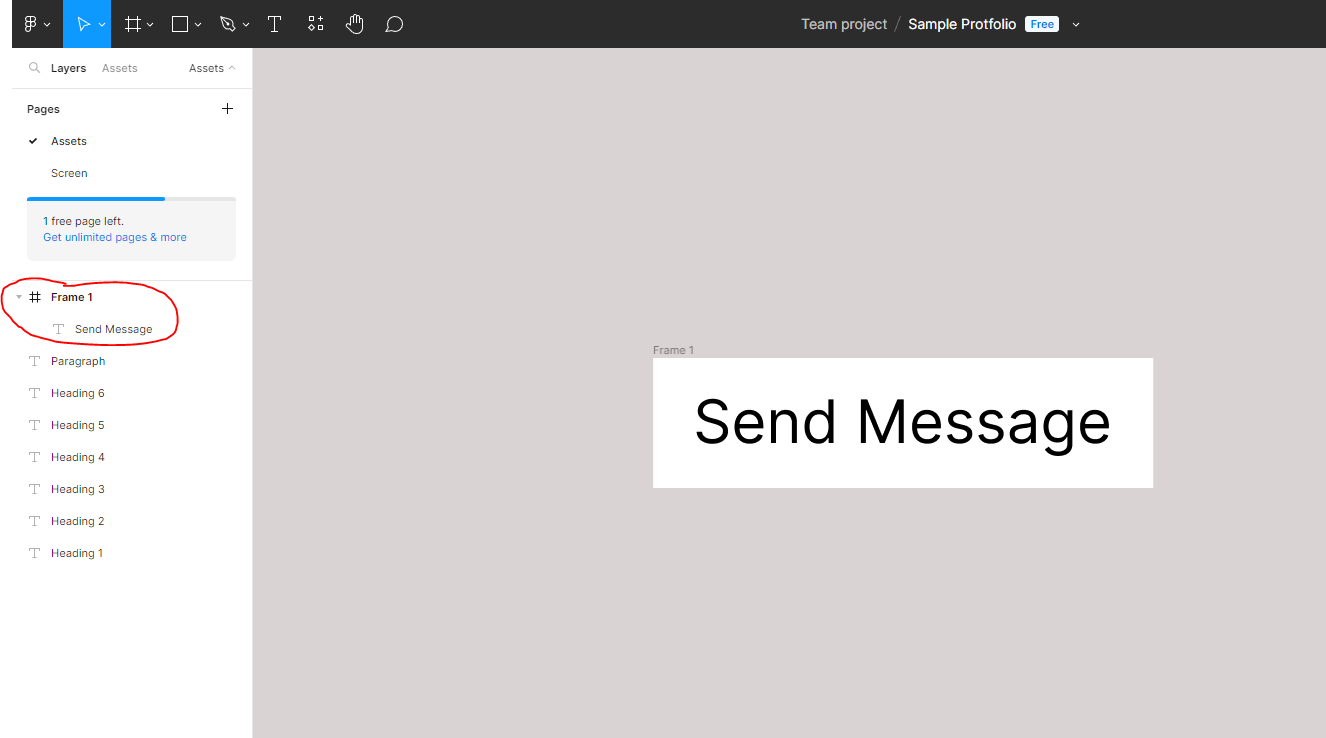 Team project / Sample Protfolio Free
Layers Assets Assets
Pages
Assets
Screen
1 free page left.
Get unlimited pages & more
Frame 1
Send Message
Paragraph
Heading 6
Heading 5
Heading 4
Heading 3
Heading 2
Heading 1
Frame 1
Send Message